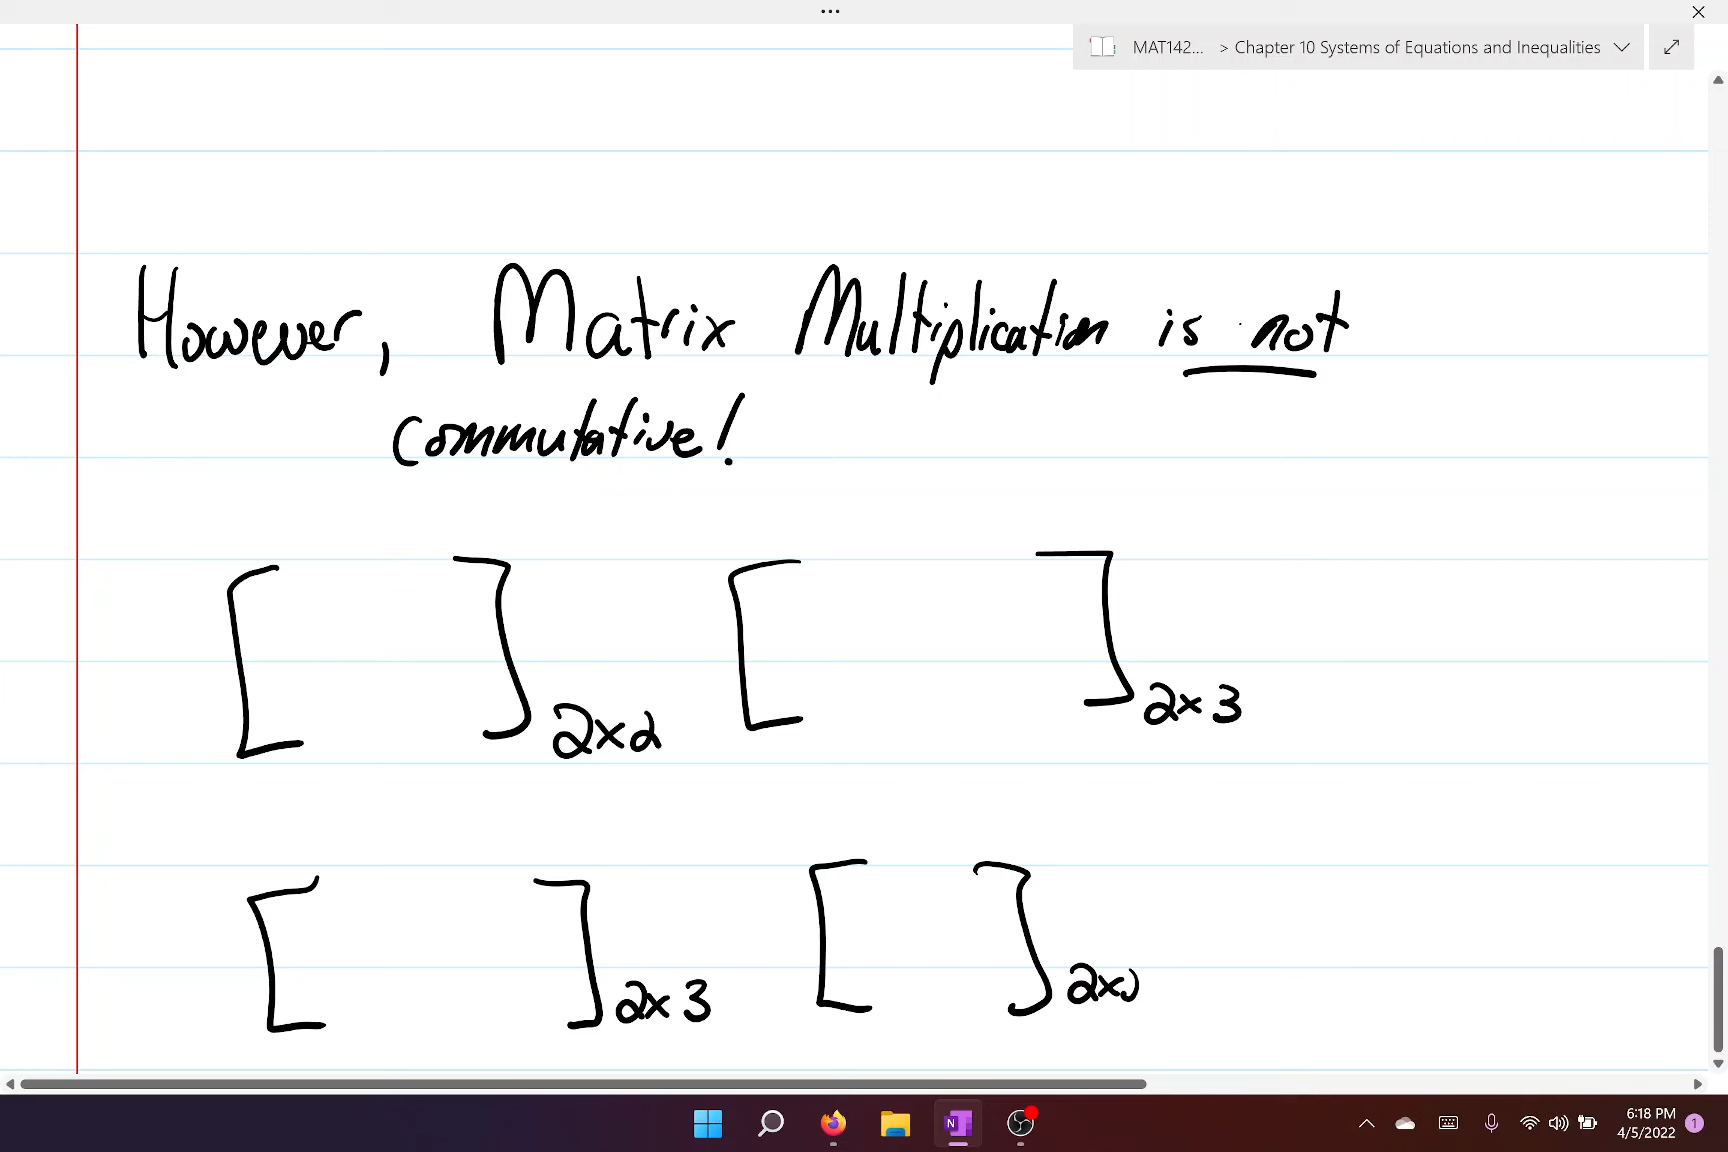 MAT142... > Chapter 10 Systems of Equations and Inequalities
However, Matrix Multiplication is not
commutative!
2x2
2x3
2x3
6:18 PM
4/5/2022
1